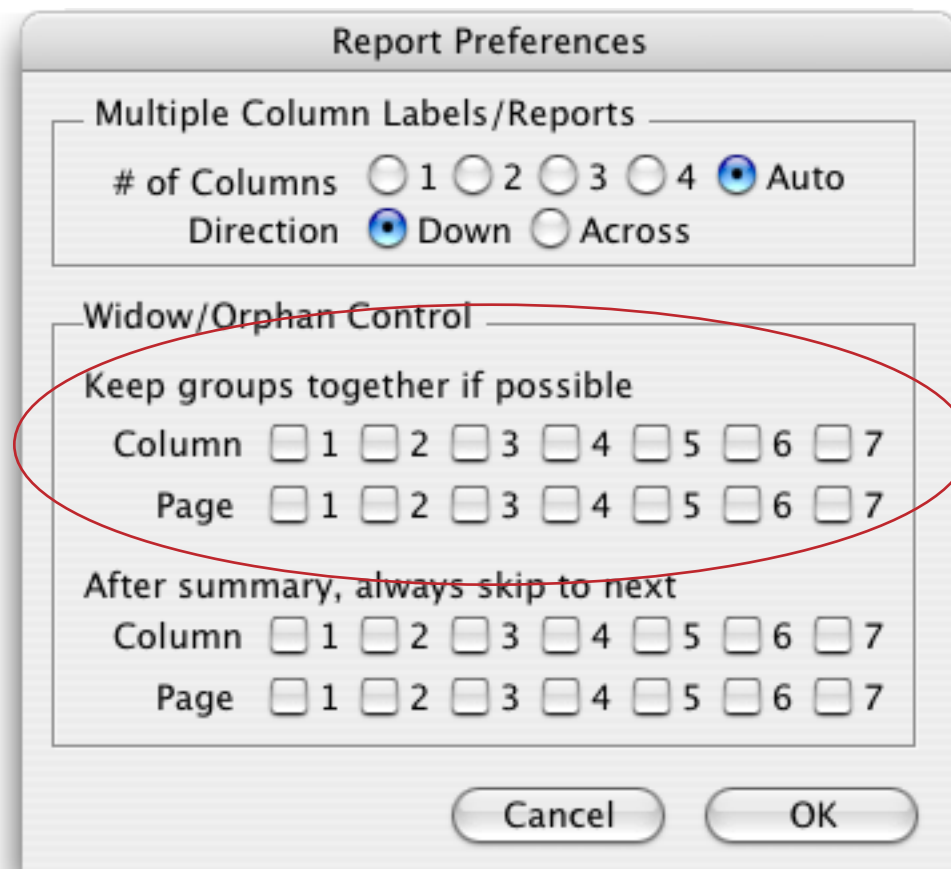 Report Preferences
Multiple Column Labels/Reports
# of Columns 1 2 3 4 Auto
Direction Down Across
Widow/Orphan Control
Keep groups together if possible
Column 1 2 3 4 5 6 7
Page 1 2 3 4 5 6 7
After summary, always skip to next
Column 1 2 3 4 5 6 7
Page 1 2 3 4 5 6 7
Cancel OK